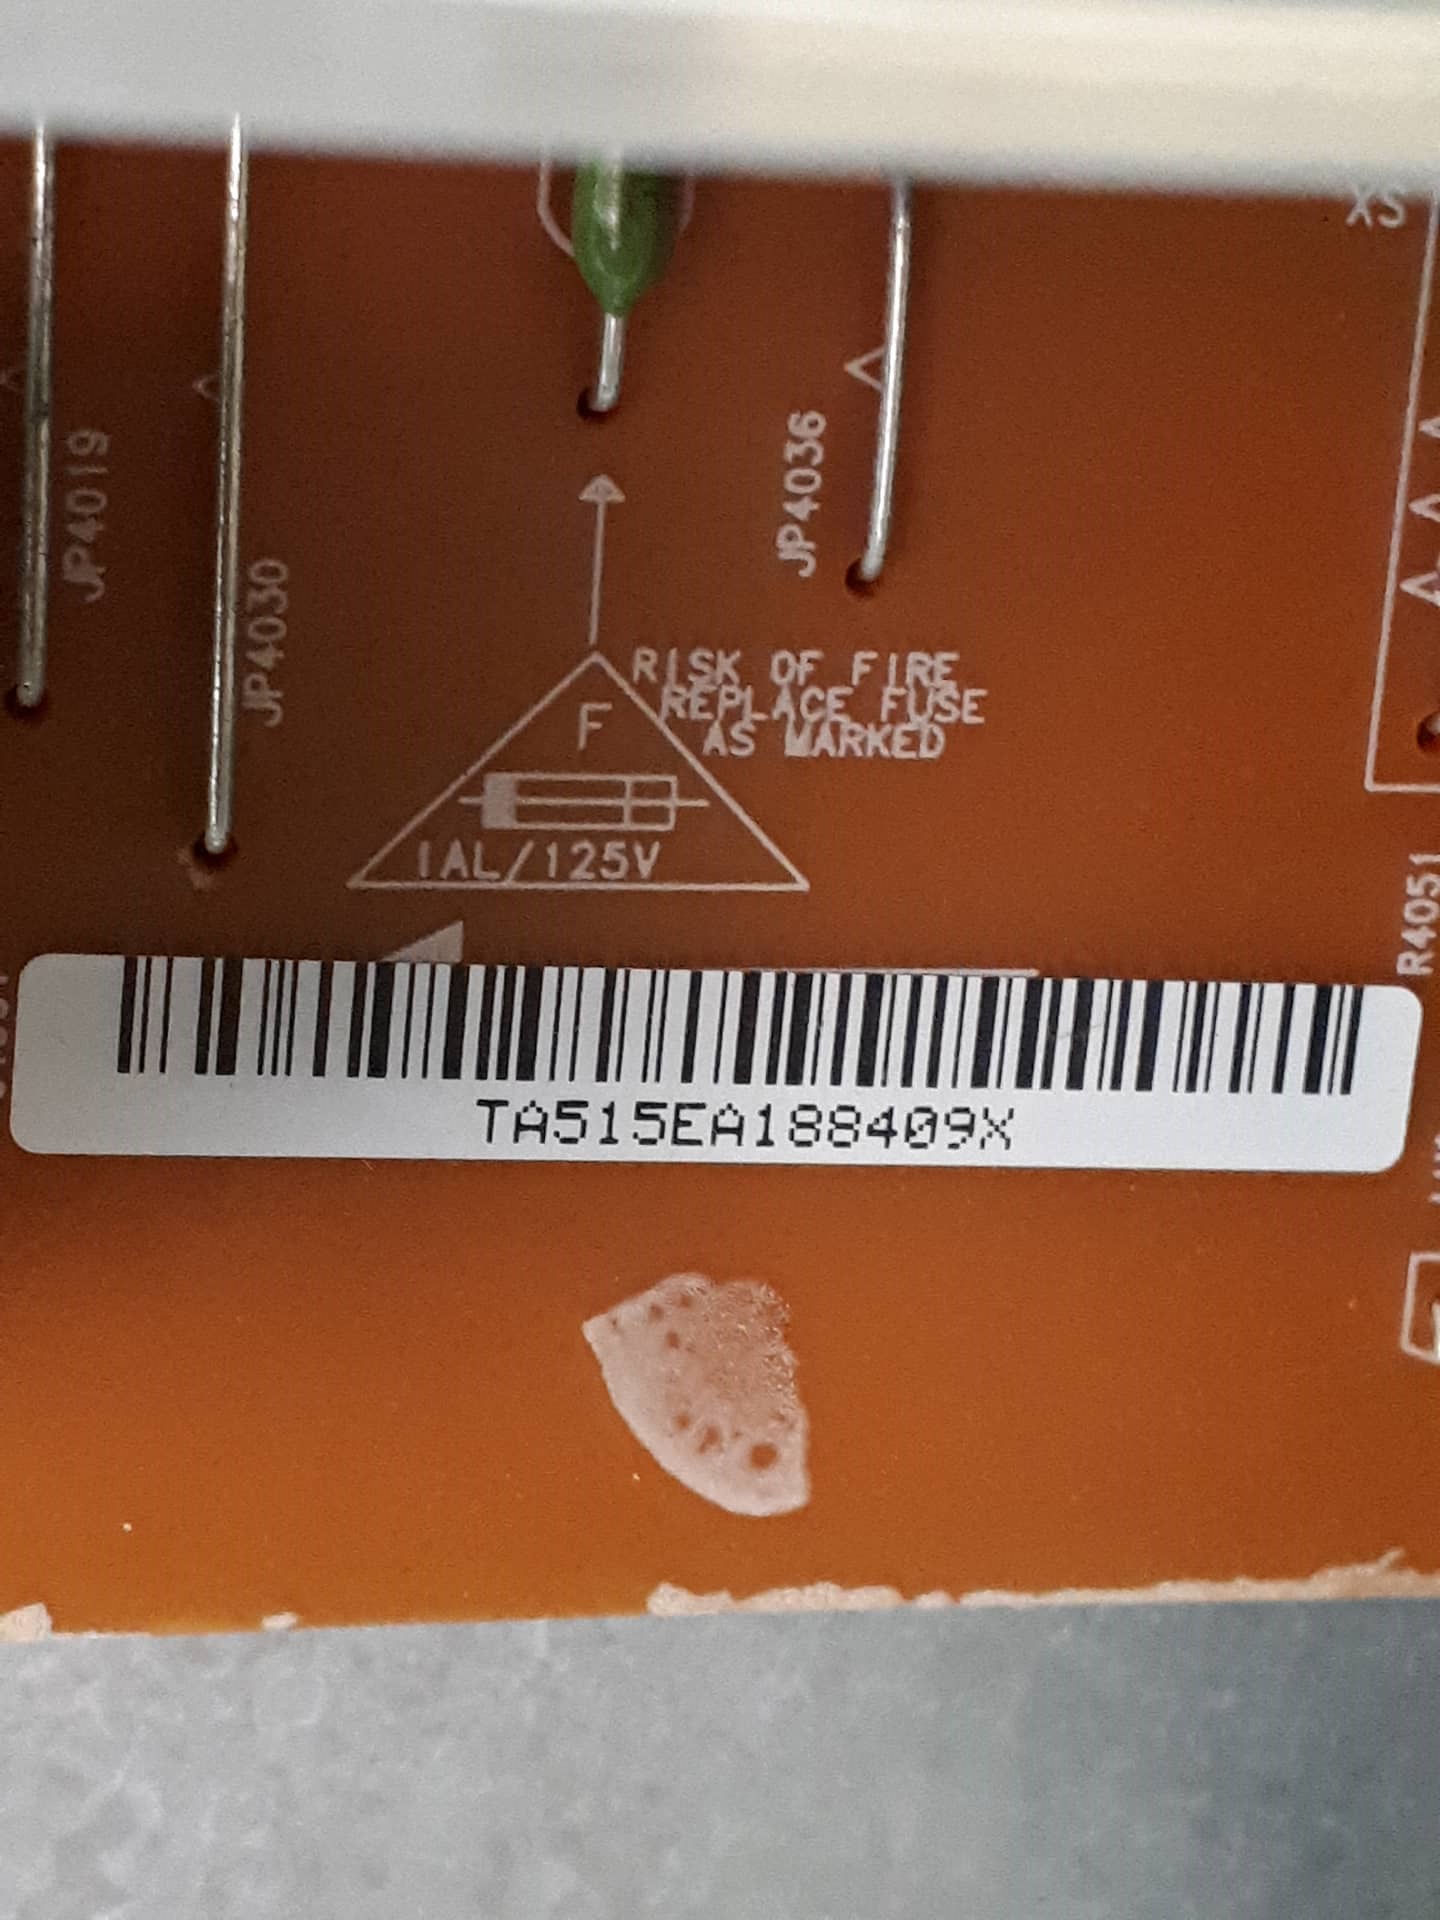 XS
JP4019
JP4030
JP4036
RISK OF FIRE
REPLACE FUSE
AS MARKED
F
1AL/125V
R4051
TA515EA188409X